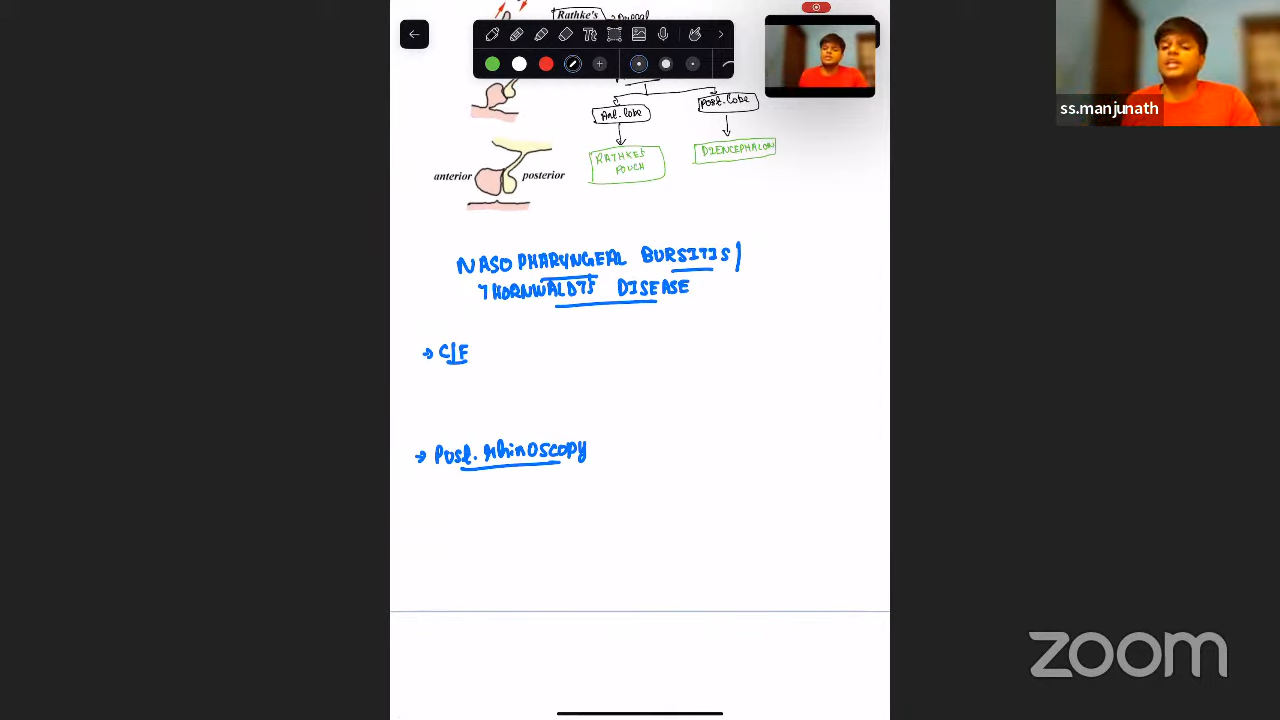 Rathke's
ss.manjunath
Ant. lobe
Post. lobe
RATHKES
POUCH
DIENCEPHALON
anterior
posterior
NASOPHARYNGEAL BURSITIS/
THORNWALDTS DISEASE
→ C/F
→ Post. rhinoscopy
zoom